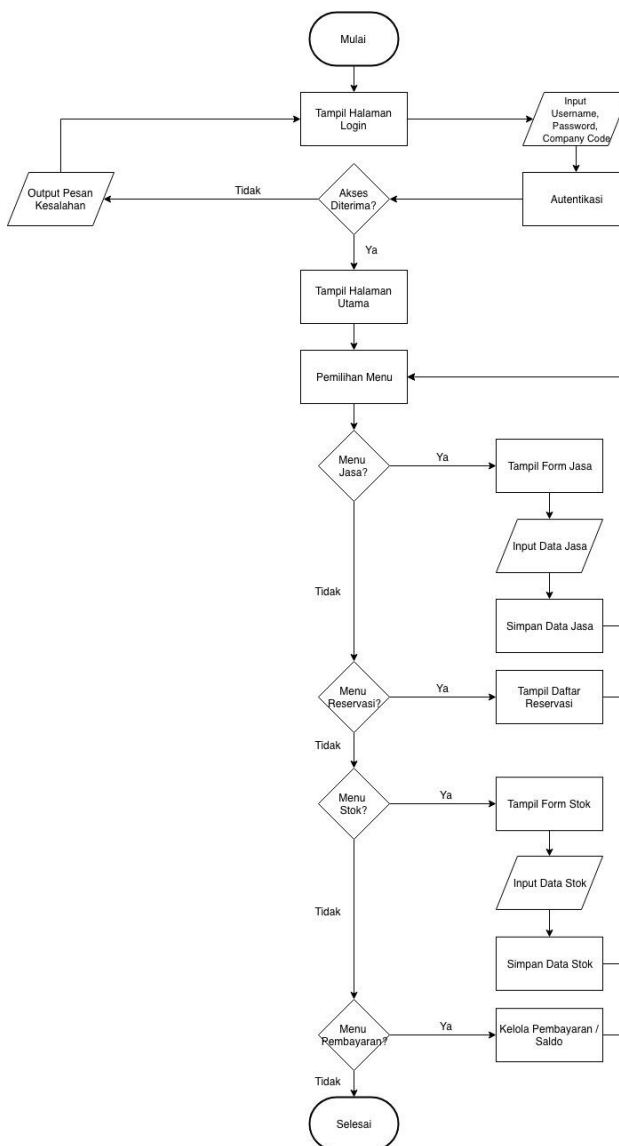 Mulai
Tampil Halaman
Login
Input
Username,
Password,
Company Code
Output Pesan
Kesalahan
Tidak
Akses
Diterima?
Autentikasi
Ya
Tampil Halaman
Utama
Pemilihan Menu
Menu
Jasa?
Ya
Tampil Form Jasa
Input Data Jasa
Tidak
Simpan Data Jasa
Menu
Reservasi?
Ya
Tampil Daftar
Reservasi
Tidak
Menu
Stok?
Ya
Tampil Form Stok
Input Data Stok
Tidak
Simpan Data Stok
Menu
Pembayaran?
Ya
Kelola Pembayaran /
Saldo
Tidak
Selesai